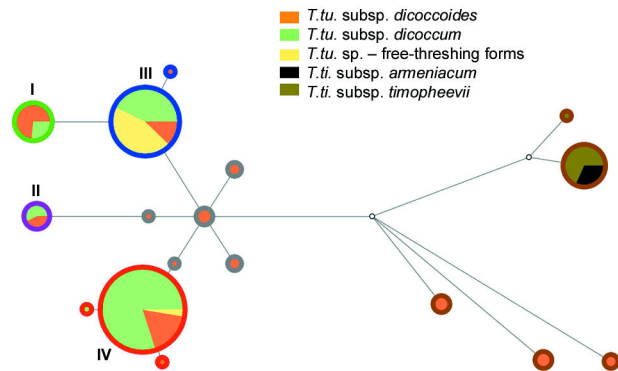 T.tu. subsp. dicoccoides
T.tu. subsp. dicoccum
T.tu. sp. – free-threshing forms
T.ti. subsp. armeniacum
T.ti. subsp. timopheevii
I
III
II
IV